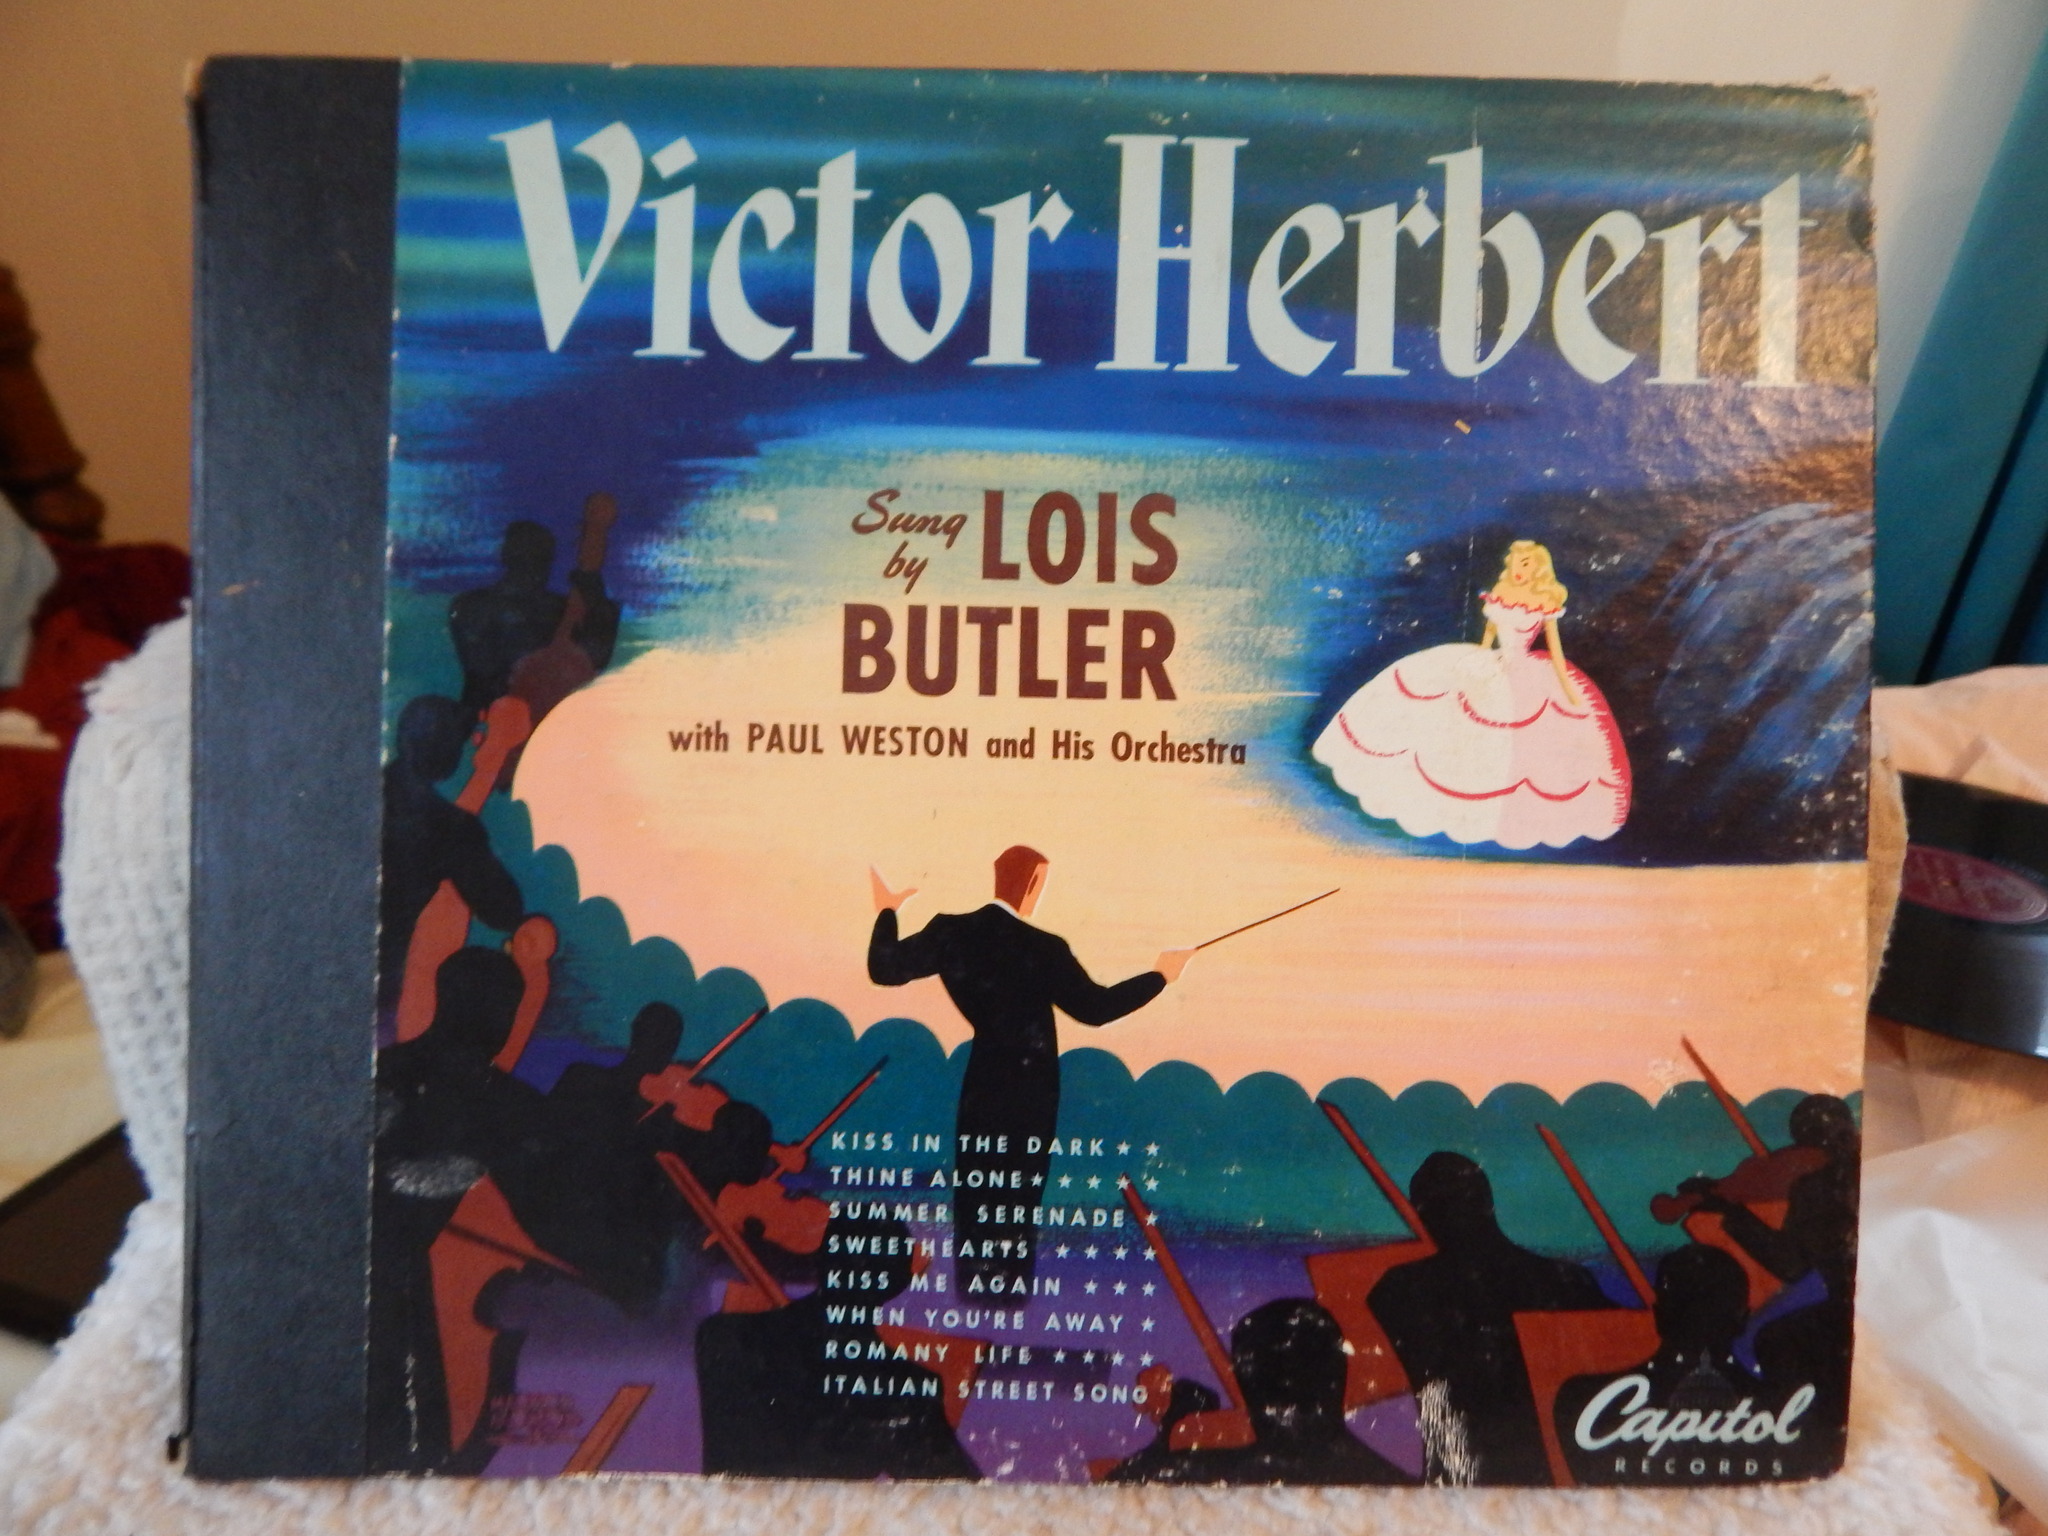 Victor Herbert
Sung by LOIS
BUTLER
with PAUL WESTON and His Orchestra
KISS IN THE DARK ★ ★
THINE ALONE ★ ★ ★ ★ ★
SUMMER SERENADE ★
SWEETHEARTS ★ ★ ★ ★
KISS ME AGAIN ★ ★ ★
WHEN YOU'RE AWAY ★
ROMANY LIFE ★ ★ ★ ★
ITALIAN STREET SONG
Capitol
RECORDS